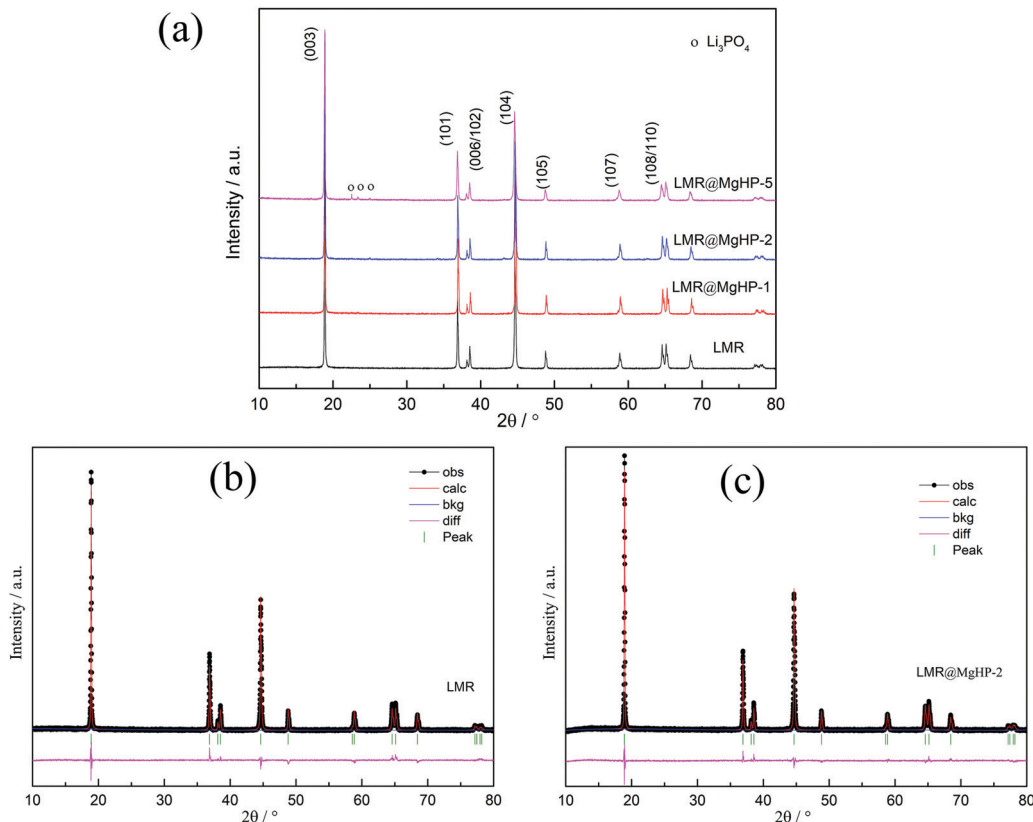 (a)
o Li₃PO₄
(003)
(101)
(006/102)
(104)
(105)
(107)
(108/110)
o o o
LMR@MgHP-5
LMR@MgHP-2
LMR@MgHP-1
LMR
Intensity / a.u.
10 20 30 40 50 60 70 80
2θ / °
(b)
obs
calc
bkg
diff
Peak
LMR
Intensity / a.u.
10 20 30 40 50 60 70 80
2θ / °
(c)
obs
calc
bkg
diff
Peak
LMR@MgHP-2
Intensity / a.u.
10 20 30 40 50 60 70 80
2θ / °